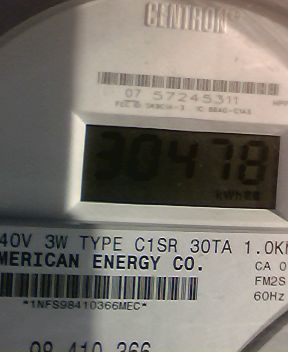 CENTRON
07 57245311
30478
kWh
40V 3W TYPE C1SR 30TA 1.0K
MERICAN ENERGY CO.
CA 0
FM2S
60Hz
*1NFS98410366MEC*
98 410 366